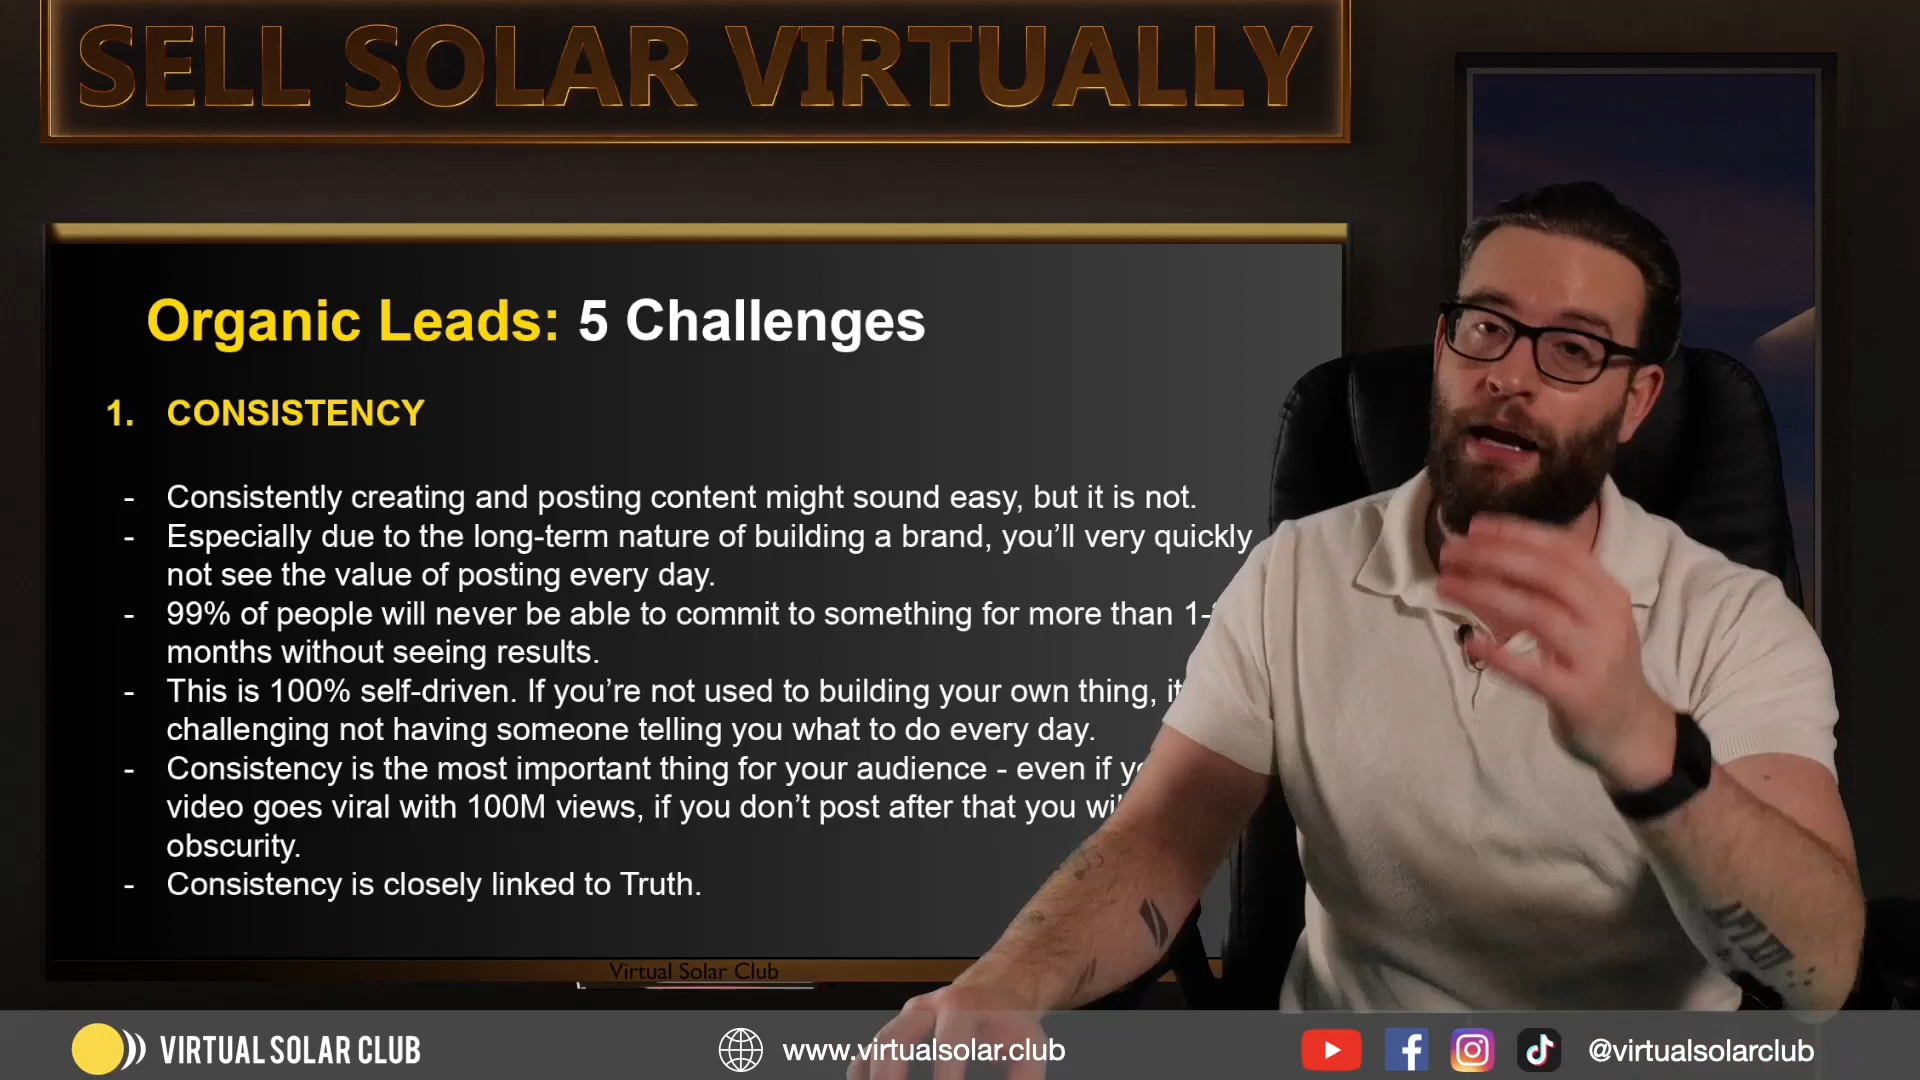 SELL SOLAR VIRTUALLY
Organic Leads: 5 Challenges
1. CONSISTENCY
- Consistently creating and posting content might sound easy, but it is not.
- Especially due to the long-term nature of building a brand, you’ll very quickly
not see the value of posting every day.
- 99% of people will never be able to commit to something for more than 1-
months without seeing results.
- This is 100% self-driven. If you’re not used to building your own thing,
challenging not having someone telling you what to do every day.
- Consistency is the most important thing for your audience - even if
video goes viral with 100M views, if you don’t post after that you
obscurity.
- Consistency is closely linked to Truth.
Virtual Solar Club
VIRTUAL SOLAR CLUB
www.virtualsolar.club
@virtualsolarclub